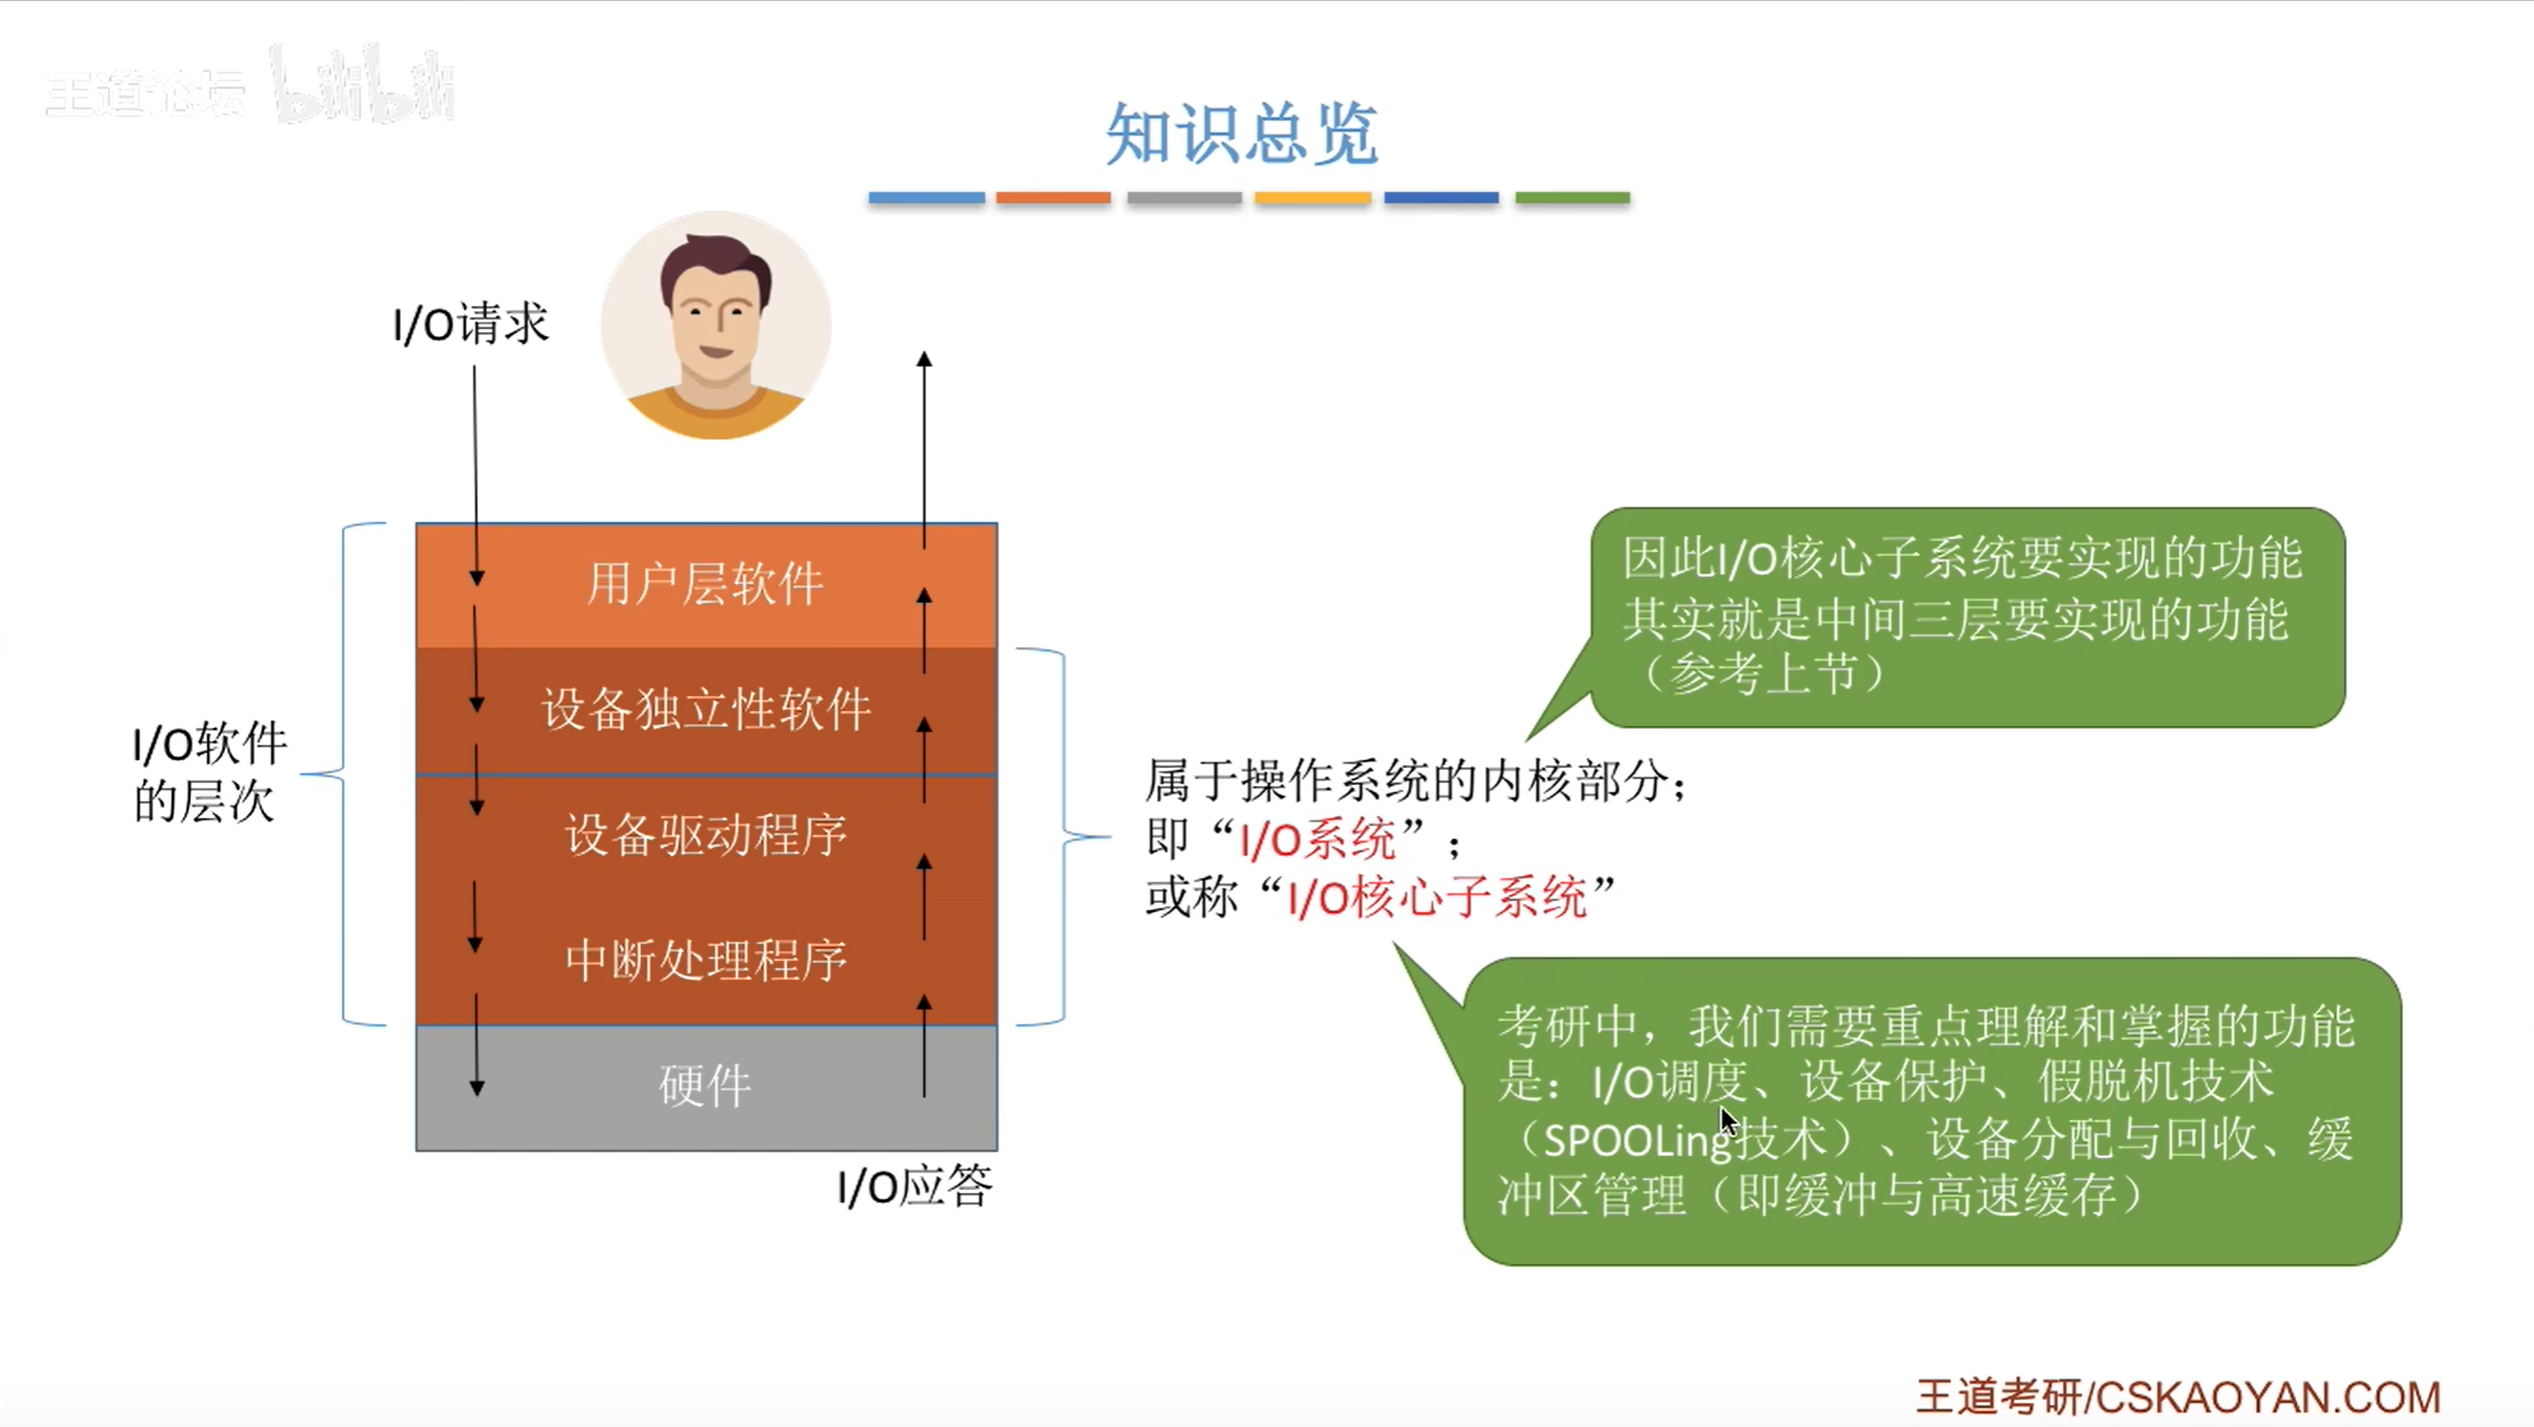 王道论坛 bilibili
知识总览
I/O请求
用户层软件
设备独立性软件
设备驱动程序
中断处理程序
硬件
I/O应答
I/O软件
的层次
因此I/O核心子系统要实现的功能
其实就是中间三层要实现的功能
（参考上节）
属于操作系统的内核部分；
即“I/O系统”；
或称“I/O核心子系统”
考研中，我们需要重点理解和掌握的功能
是：I/O调度、设备保护、假脱机技术
（SPOOLing技术）、设备分配与回收、缓
冲区管理（即缓冲与高速缓存）
王道考研/CSKAOYAN.COM